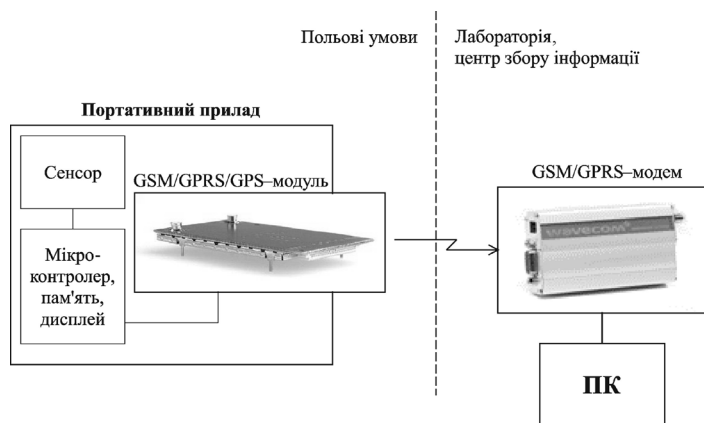 Польові умови
Лабораторія,
центр збору інформації
Портативний прилад
Сенсор
GSM/GPRS/GPS–модуль
GSM/GPRS–модем
wavecom
Мікро-
контролер,
пам'ять,
дисплей
ПК